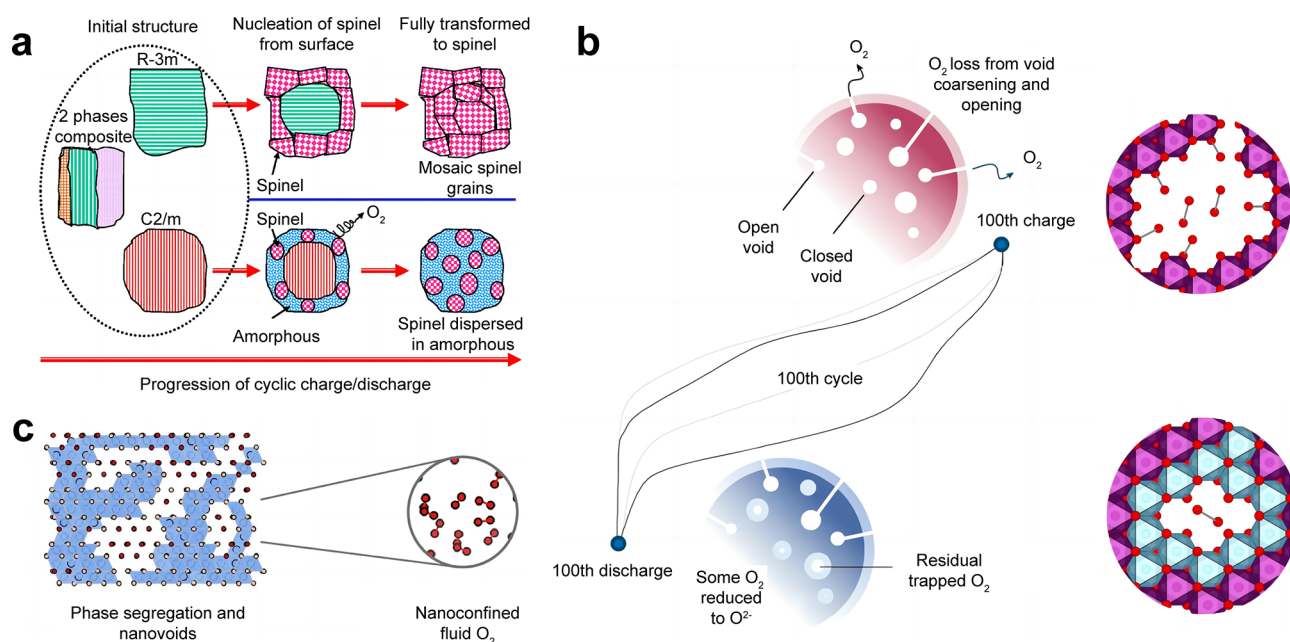 a
Initial structure
R-3m
2 phases
composite
C2/m
Nucleation of spinel
from surface
Spinel
Fully transformed
to spinel
Mosaic spinel
grains
Spinel
O₂
Amorphous
Spinel dispersed
in amorphous
Progression of cyclic charge/discharge
b
O₂
O₂ loss from void
coarsening and
opening
O₂
Open
void
Closed
void
100th charge
100th cycle
100th discharge
Some O₂
reduced
to O²⁻
Residual
trapped O₂
c
Phase segregation and
nanovoids
Nanoconfined
fluid O₂